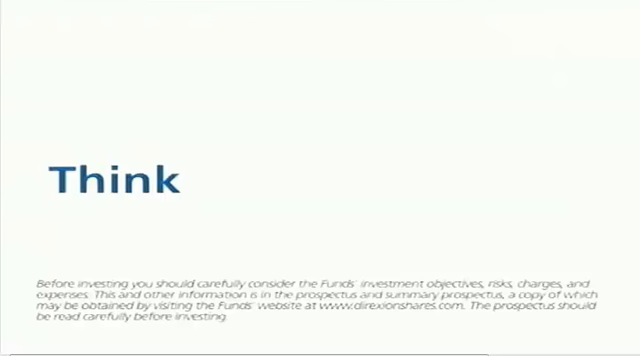 Think
Before investing you should carefully consider the Funds' investment objectives, risks, charges, and
expenses. This and other information is in the prospectus and summary prospectus, a copy of which
may be obtained by visiting the Funds' website at www.direxionshares.com. The prospectus should
be read carefully before investing.